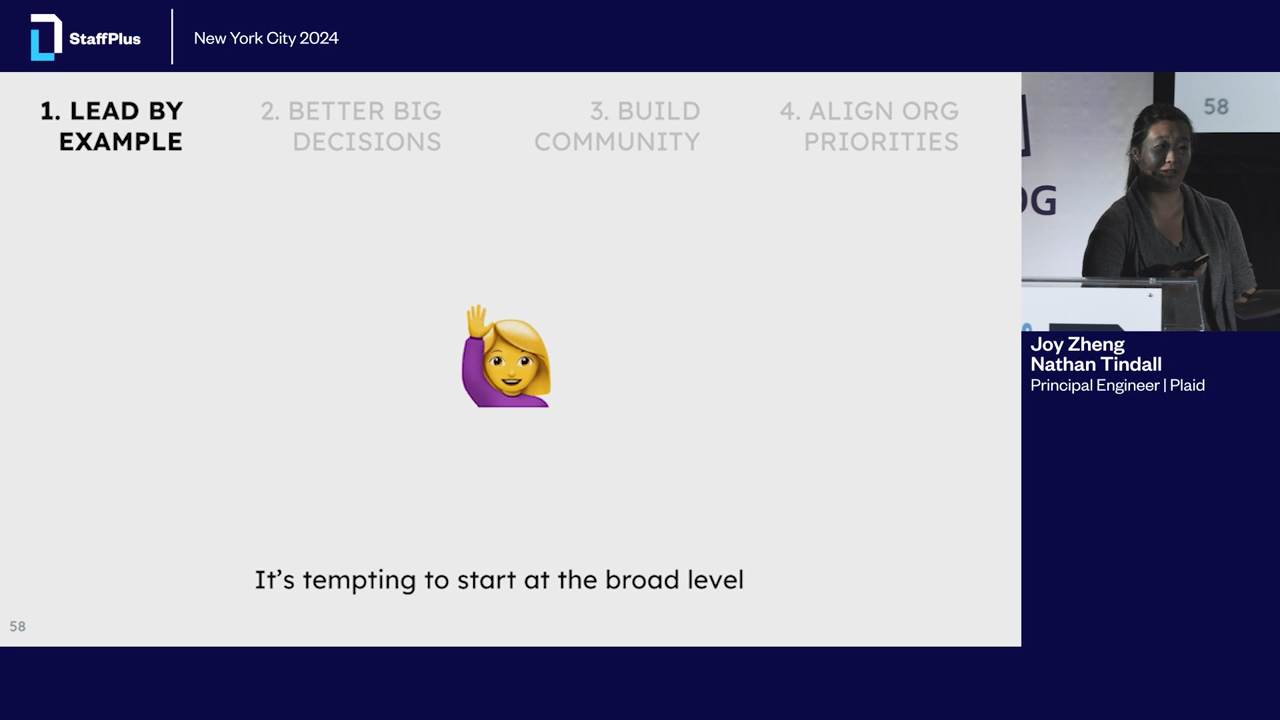 StaffPlus
New York City 2024
1. LEAD BY
EXAMPLE
2. BETTER BIG
DECISIONS
3. BUILD
COMMUNITY
4. ALIGN ORG
PRIORITIES
58
OG
It's tempting to start at the broad level
58
Joy Zheng
Nathan Tindall
Principal Engineer | Plaid